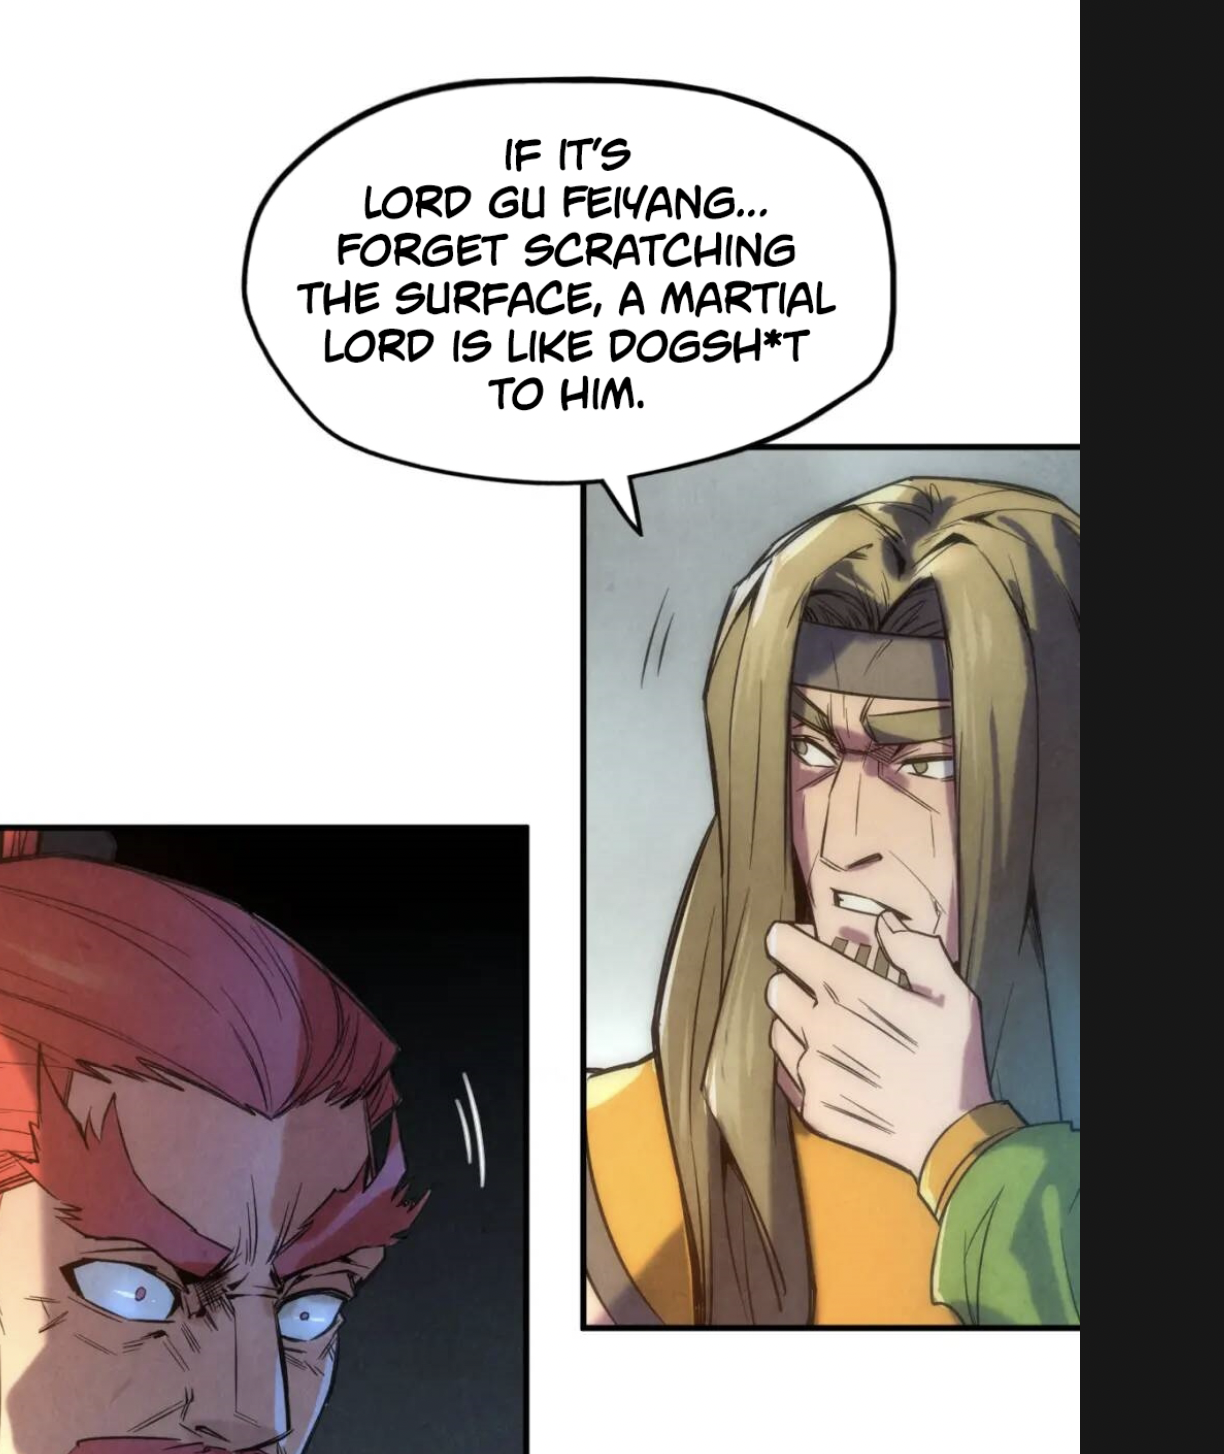 IF IT'S
LORD GU FEIYANG...
FORGET SCRATCHING
THE SURFACE, A MARTIAL
LORD IS LIKE DOGSH*T
TO HIM.